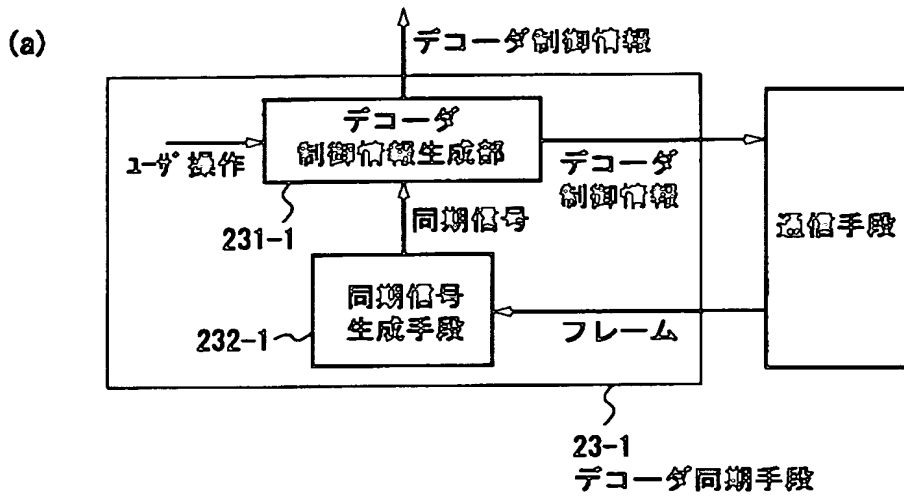 (a)
デコーダ制御情報
デコーダ
制御情報生成部
ユーザ操作
デコーダ
制御情報
231-1
同期信号
通信手段
同期信号
生成手段
232-1
フレーム
23-1
デコーダ同期手段